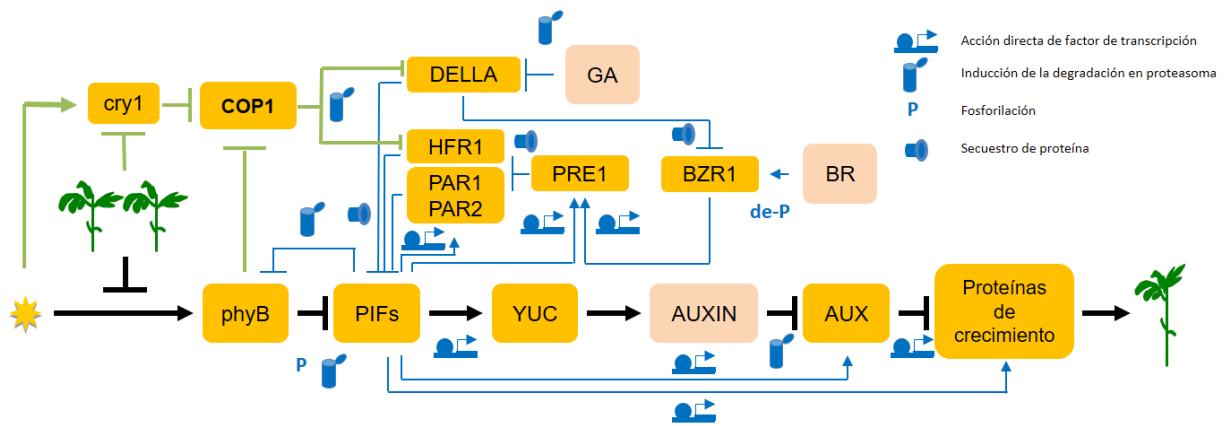 Acción directa de factor de transcripción
Inducción de la degradación en proteasoma
P
Fosforilación
Secuestro de proteína
DELLA
GA
cry1
COP1
HFR1
PRE1
BZR1
BR
PAR1
PAR2
de-P
phyB
PIFs
YUC
AUXIN
AUX
Proteínas
de
crecimiento
P